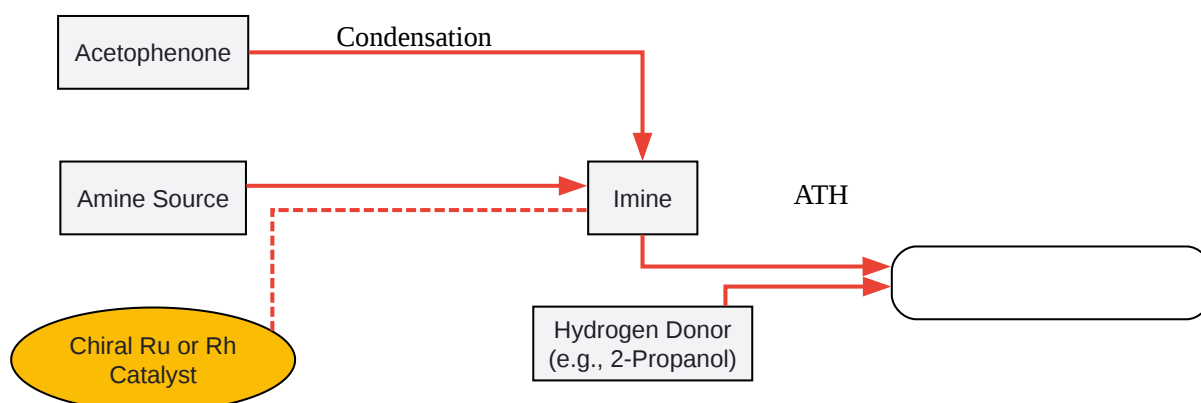 Acetophenone
Condensation
Amine Source
Imine
ATH
Chiral Ru or Rh
Catalyst
Hydrogen Donor
(e.g., 2-Propanol)